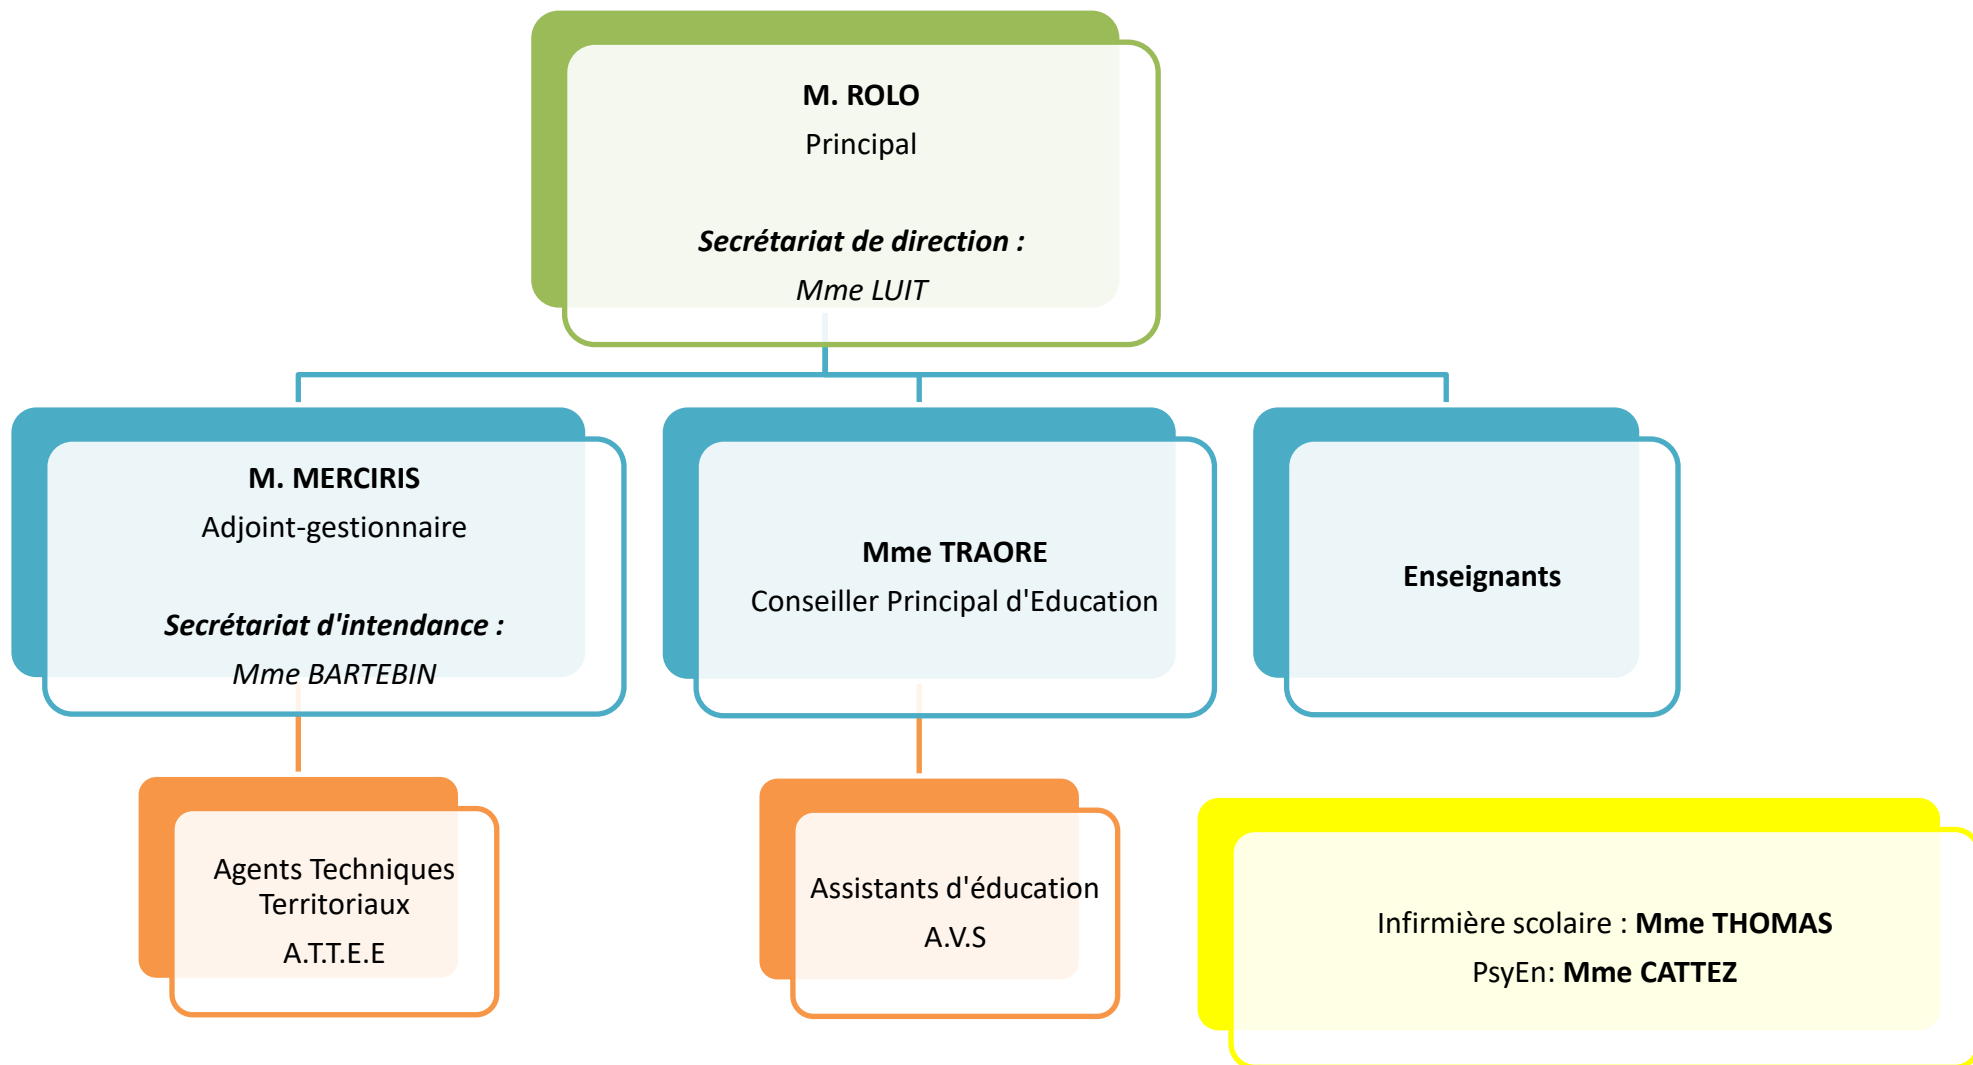 M. ROLO
Principal
Secrétariat de direction :
Mme LUIT
M. MERCIRIS
Adjoint-gestionnaire
Secrétariat d'intendance :
Mme BARTEBIN
Mme TRAORE
Conseiller Principal d'Education
Enseignants
Agents Techniques
Territoriaux
A.T.T.E.E
Assistants d'éducation
A.V.S
Infirmière scolaire : Mme THOMAS
PsyEn: Mme CATTEZ